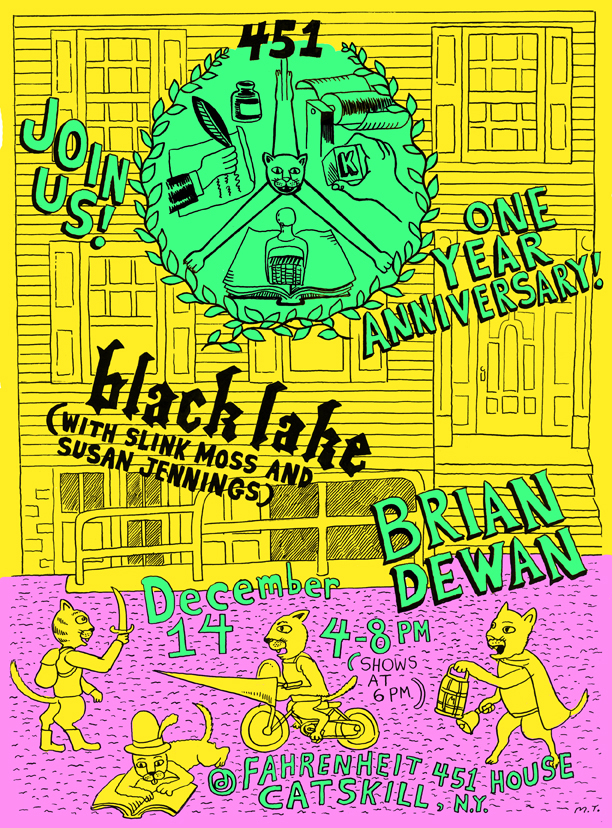 451
JOIN
US!
K
ONE
YEAR
ANNIVERSARY!
black lake
(WITH SLINK MOSS AND
SUSAN JENNINGS)
BRIAN
DEWAN
December
14
4-8 PM
(SHOWS
AT
6 PM)
@ FAHRENHEIT 451 HOUSE
CATSKILL, N.Y.
M.T.